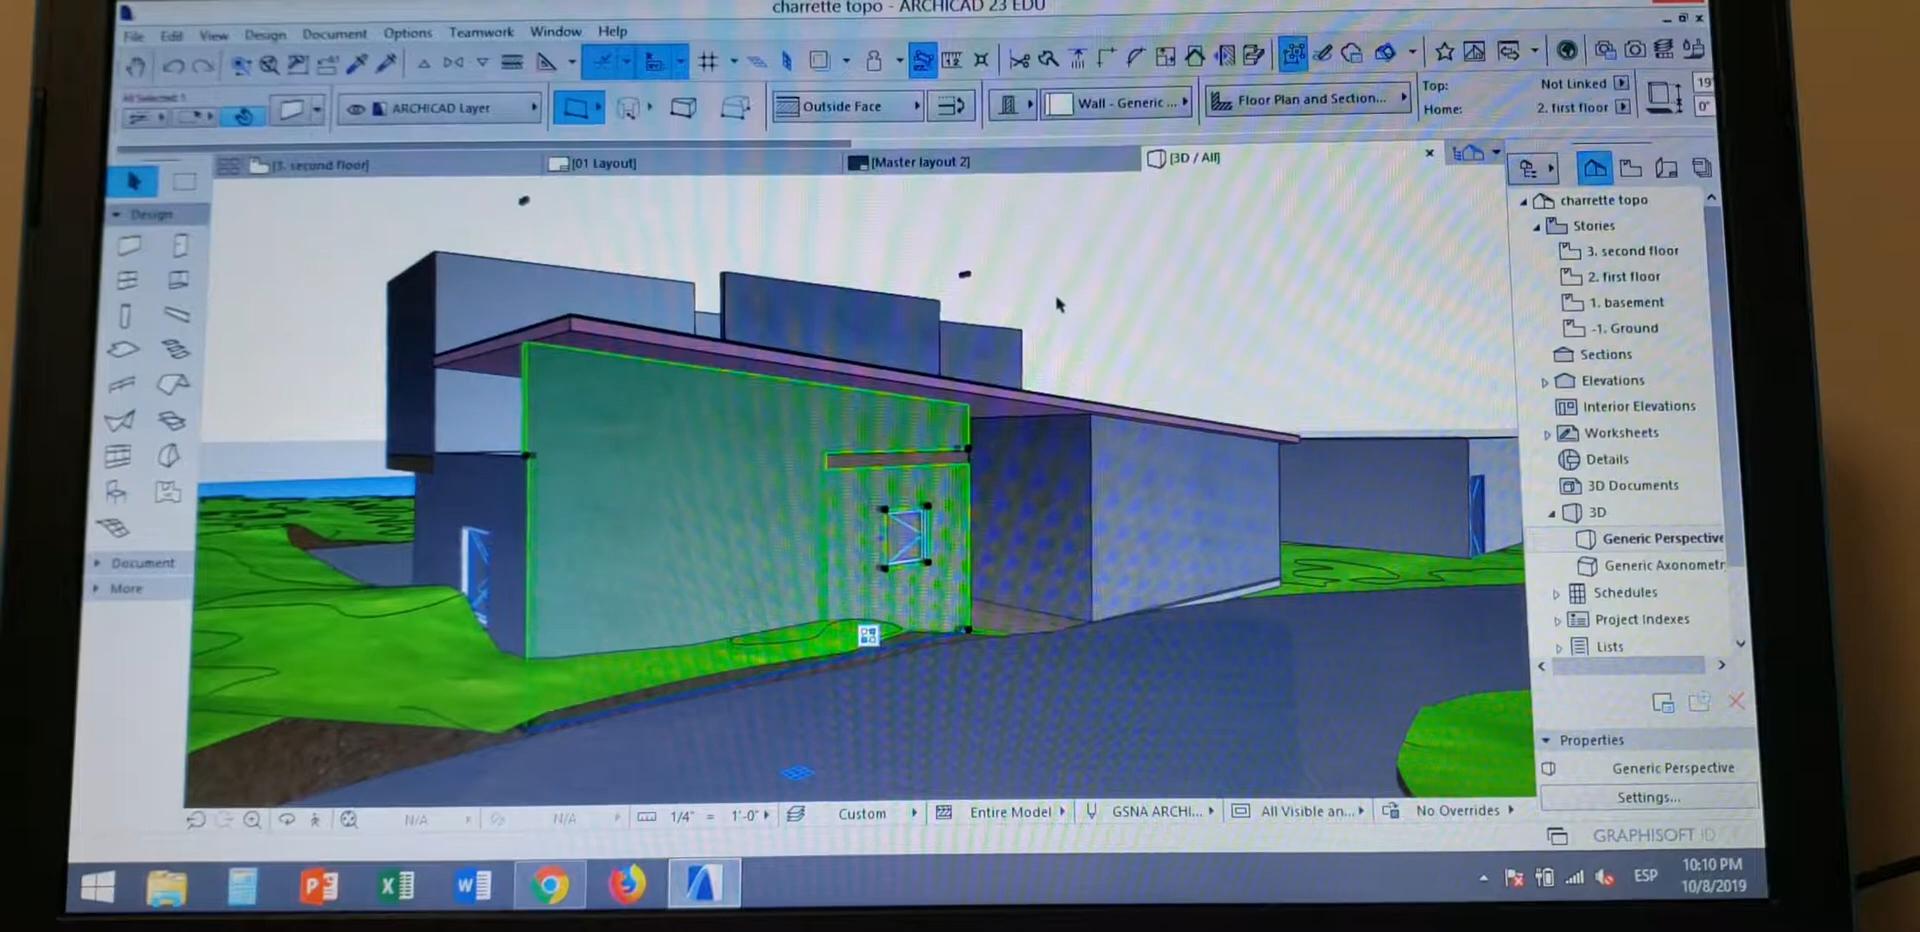 charrette topo - ARCHICAD 23 EDU
File Edit View Design Document Options Teamwork Window Help
All Selected: 1
ARCHICAD Layer
Outside Face
Wall - Generic ...
Floor Plan and Section...
Top:
Not Linked
Home:
2. first floor
19'
0"
[3. second floor]
[01 Layout]
[Master layout 2]
[3D / All]
Design
Document
More
charrette topo
Stories
3. second floor
2. first floor
1. basement
-1. Ground
Sections
Elevations
Interior Elevations
Worksheets
Details
3D Documents
3D
Generic Perspective
Generic Axonometr
Schedules
Project Indexes
Lists
Properties
Generic Perspective
Settings...
GRAPHISOFT ID
N/A
N/A
1/4" = 1'-0"
Custom
Entire Model
GSNA ARCHI...
All Visible an...
No Overrides
ESP
10:10 PM
10/8/2019